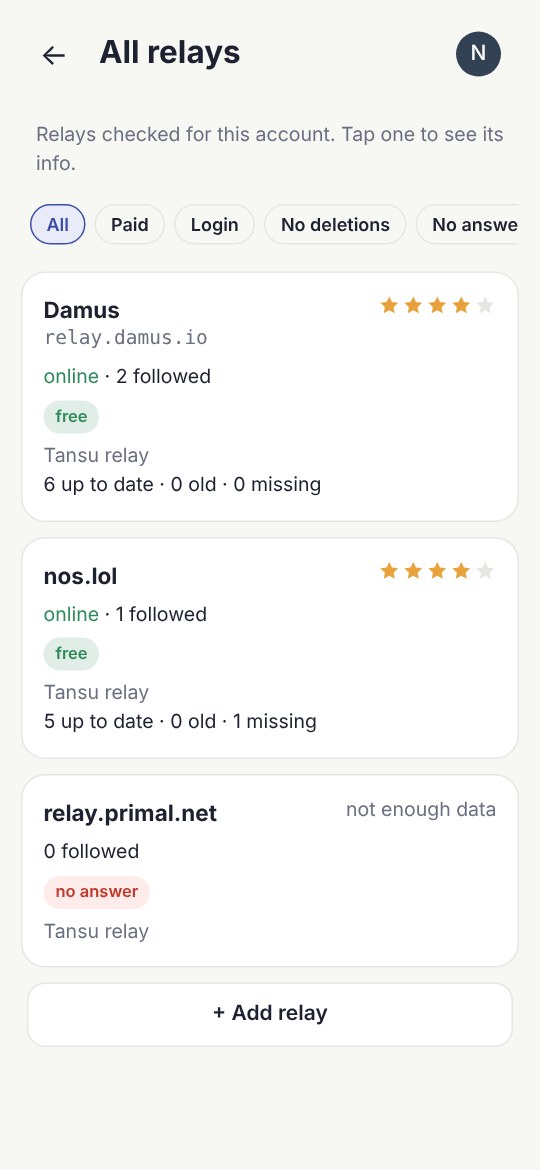 All relays
N
Relays checked for this account. Tap one to see its
info.
All
Paid
Login
No deletions
No answe
Damus
relay.damus.io
online · 2 followed
free
Tansu relay
6 up to date · 0 old · 0 missing
nos.lol
online · 1 followed
free
Tansu relay
5 up to date · 0 old · 1 missing
relay.primal.net
not enough data
0 followed
no answer
Tansu relay
+ Add relay